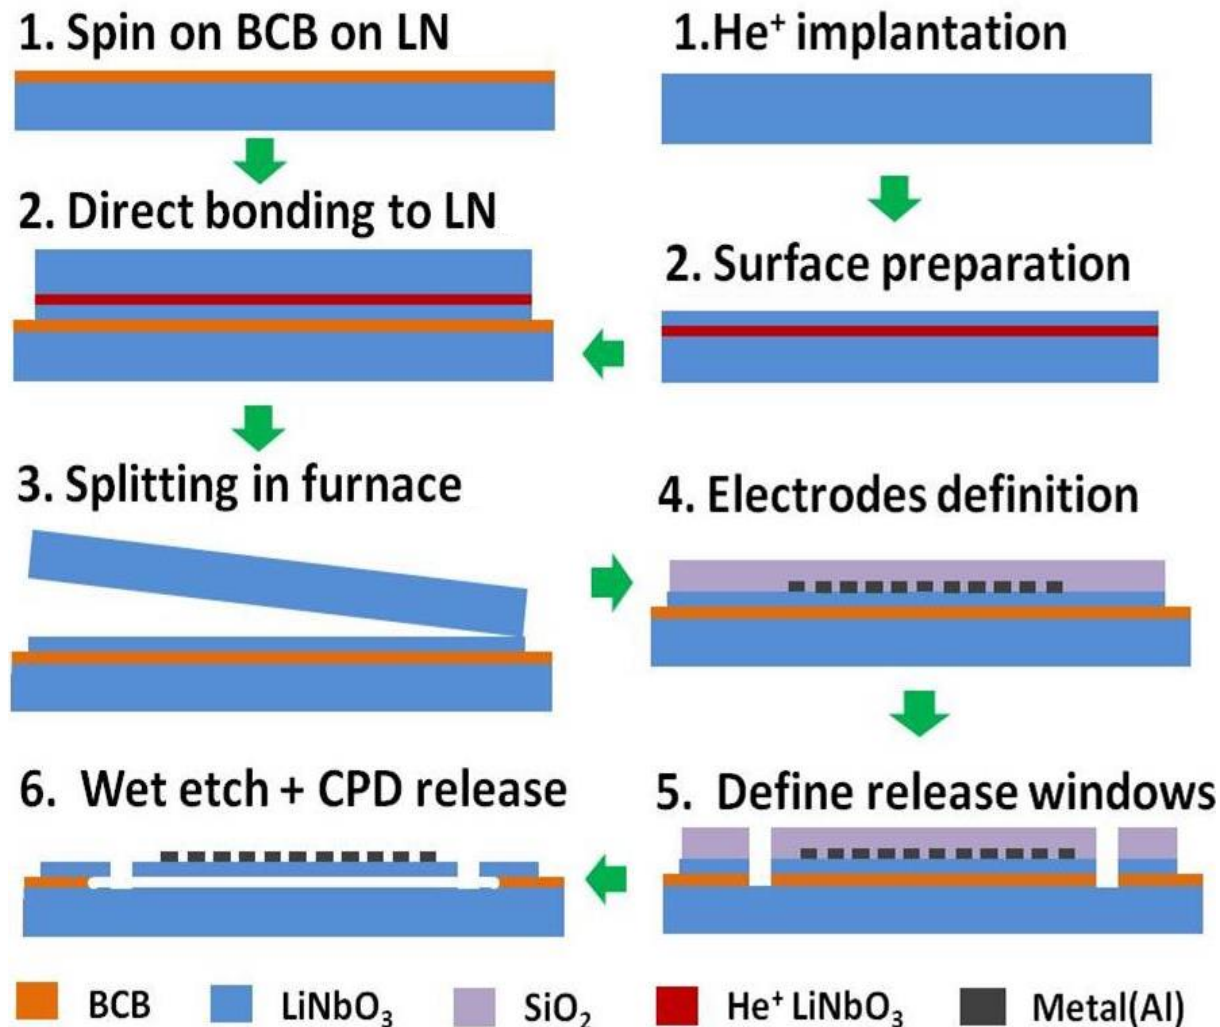 1. Spin on BCB on LN
1.He⁺ implantation
2. Direct bonding to LN
2. Surface preparation
3. Splitting in furnace
4. Electrodes definition
6. Wet etch + CPD release
5. Define release windows
BCB
LiNbO₃
SiO₂
He⁺ LiNbO₃
Metal(Al)